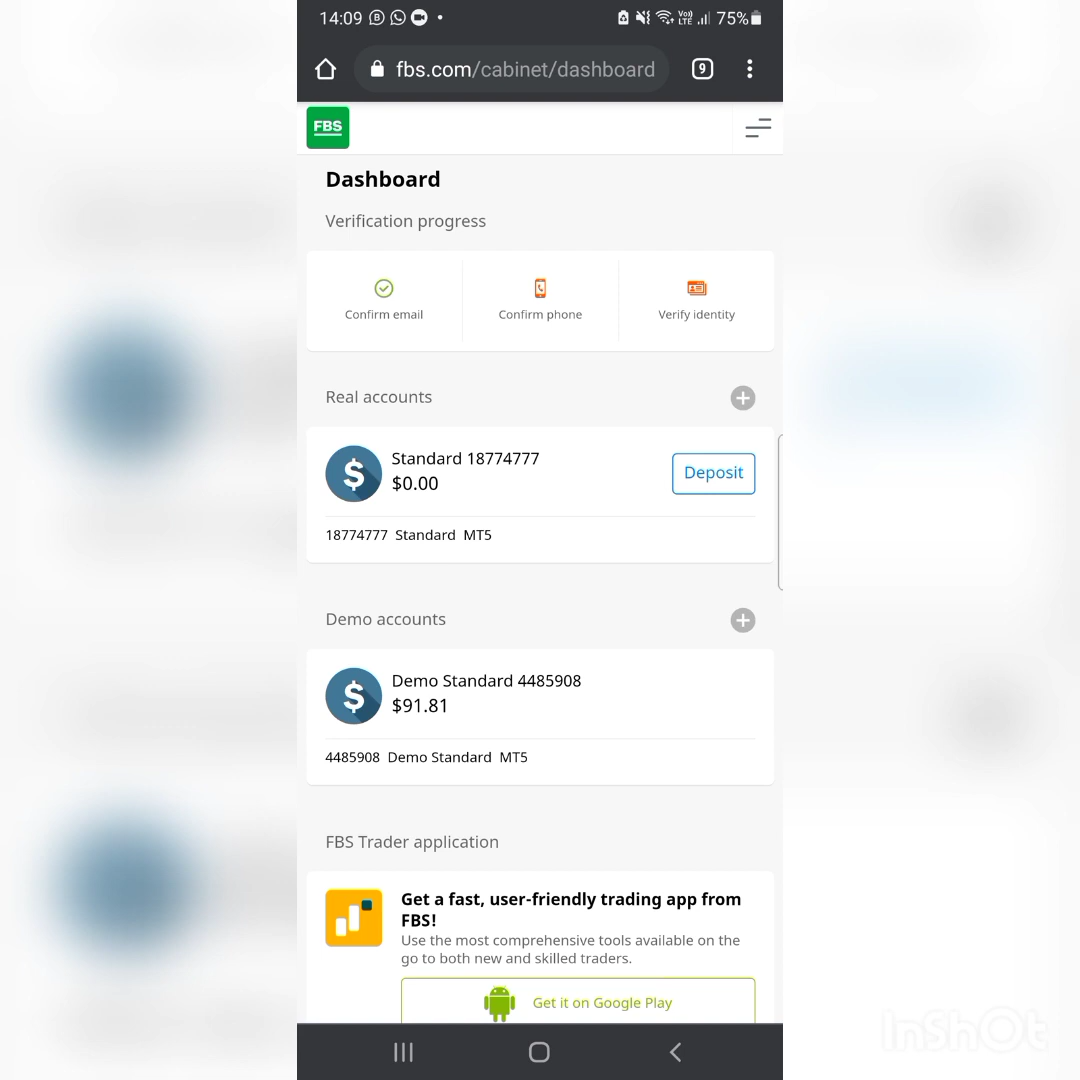 14:09
Vo)) LTE
75%
fbs.com/cabinet/dashboard
9
FBS
Dashboard
Verification progress
Confirm email
Confirm phone
Verify identity
Real accounts
Standard 18774777
$0.00
Deposit
18774777 Standard MT5
Demo accounts
Demo Standard 4485908
$91.81
4485908 Demo Standard MT5
FBS Trader application
Get a fast, user-friendly trading app from
FBS!
Use the most comprehensive tools available on the
go to both new and skilled traders.
Get it on Google Play
InShOt